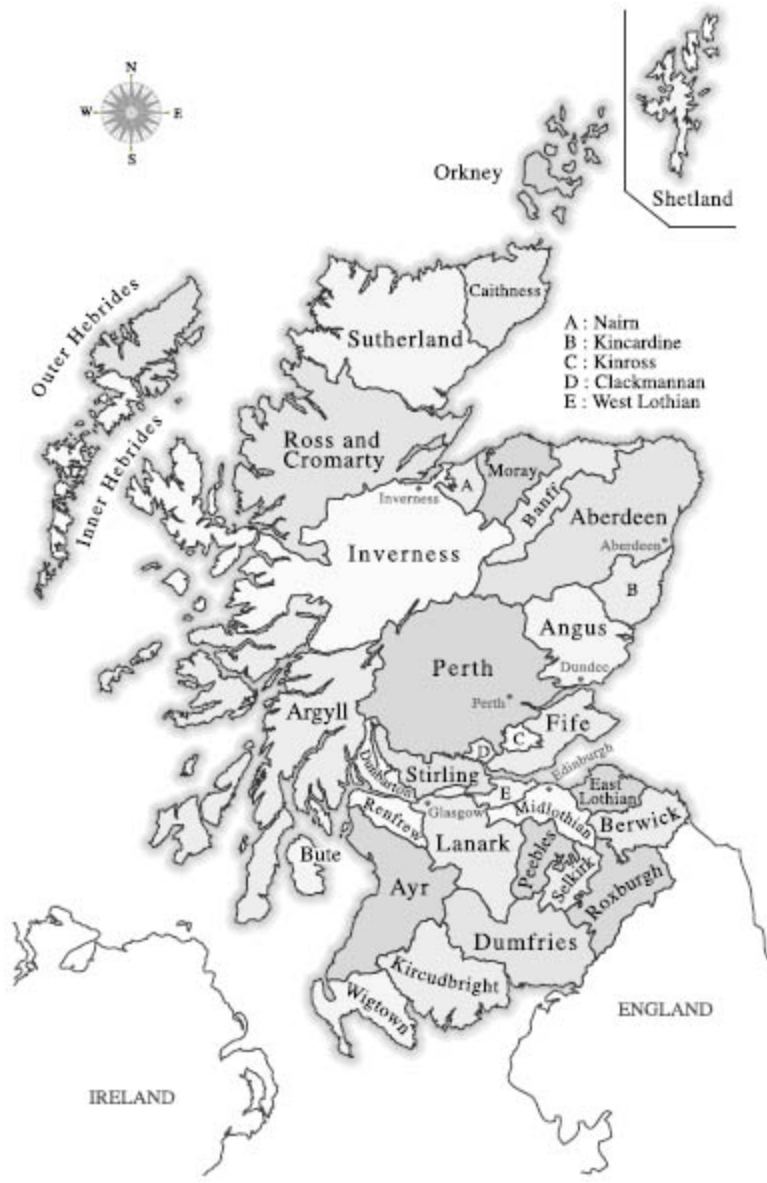 N
W
E
S
Orkney
Shetland
Outer Hebrides
Inner Hebrides
Caithness
Sutherland
A : Nairn
B : Kincardine
C : Kinross
D : Clackmannan
E : West Lothian
Ross and
Cromarty
Moray
A
Inverness
Banff
Aberdeen
Aberdeen
Inverness
B
Angus
Dundee
Perth
Perth
Argyll
Fife
C
D
Dunbarton
Stirling
Edinburgh
E
East
Lothian
Midlothian
Renfrew
Glasgow
Berwick
Lanark
Bute
Peebles
Selkirk
Roxburgh
Ayr
Dumfries
Kircudbright
Wigtown
ENGLAND
IRELAND